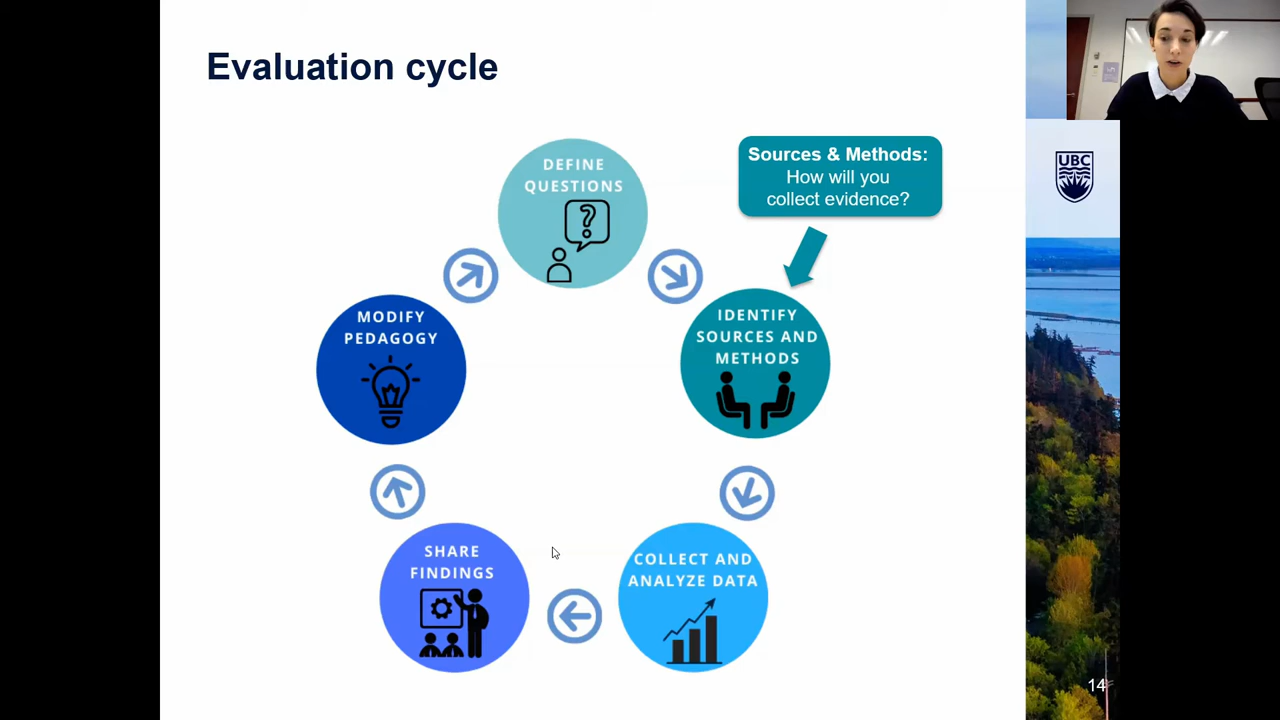 Evaluation cycle
DEFINE
QUESTIONS
?
Sources & Methods:
How will you
collect evidence?
UBC
IDENTIFY
SOURCES AND
METHODS
MODIFY
PEDAGOGY
COLLECT AND
ANALYZE DATA
SHARE
FINDINGS
14